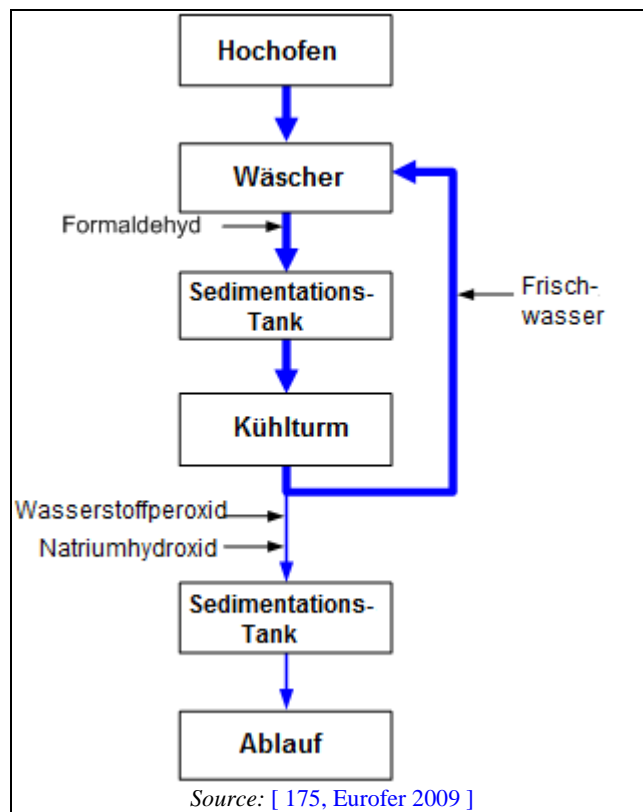 Hochofen
Wäscher
Formaldehyd
Sedimentations-
Tank
Frisch-
wasser
Kühlturm
Wasserstoffperoxid
Natriumhydroxid
Sedimentations-
Tank
Ablauf
Source: [ 175, Eurofer 2009 ]